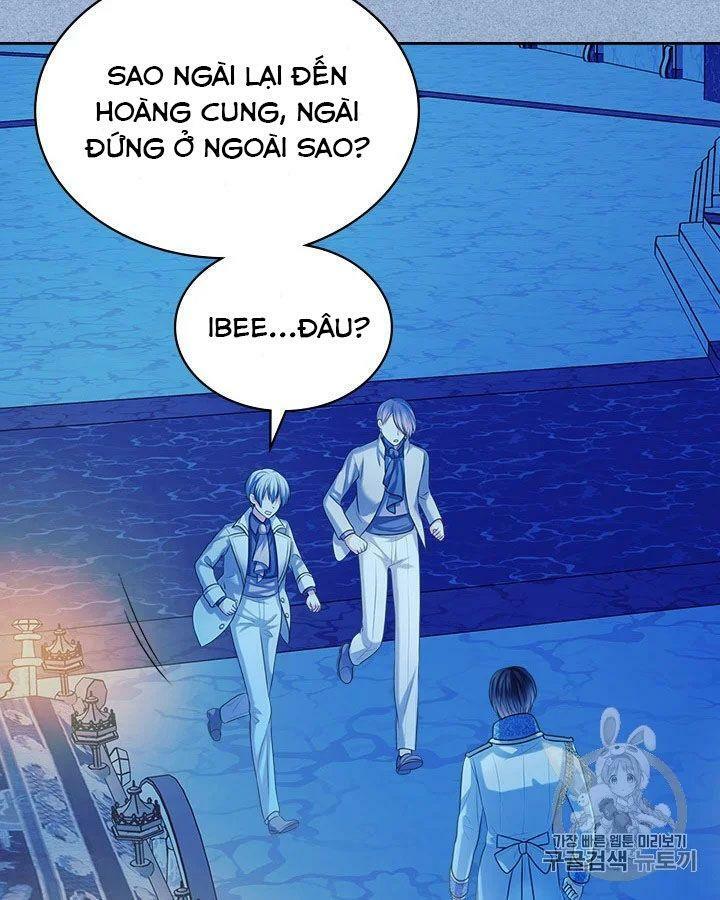 SAO NGÀI LẠI ĐẾN
HOÀNG CUNG, NGÀI
ĐỨNG Ở NGOÀI SAO?
IBEE...ĐÂU?
가장 빠른 웹툰 미리보기
구글검색 뉴토끼